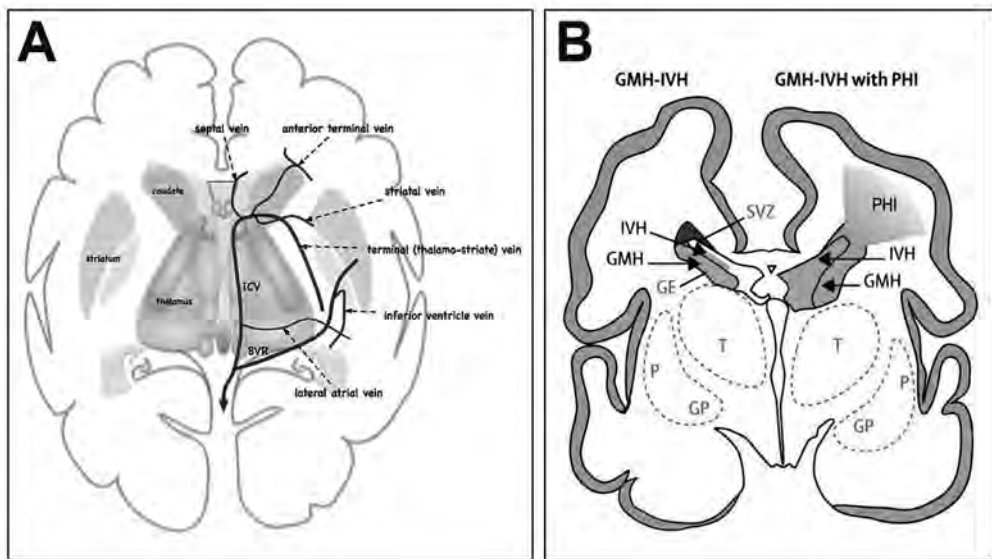 A
septal vein
anterior terminal vein
caudate
striatal vein
striatum
terminal (thalamo-striate) vein
thalamus
ICV
inferior ventricle vein
BVR
lateral atrial vein
B
GMH-IVH
GMH-IVH with PHI
PHI
SVZ
IVH
IVH
GMH
GMH
GE
T
T
P
P
GP
GP